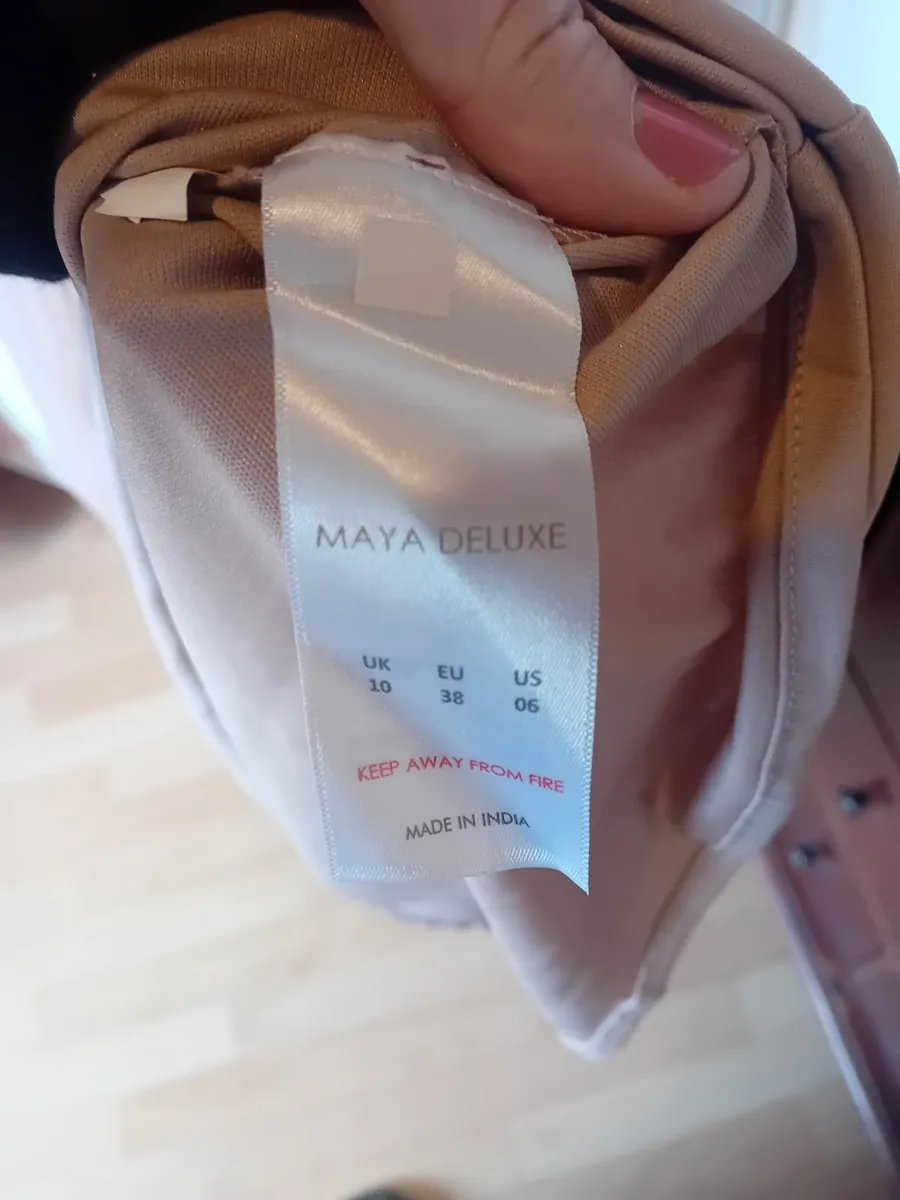 MAYA DELUXE
UK EU US
10 38 06
KEEP AWAY FROM FIRE
MADE IN INDIA